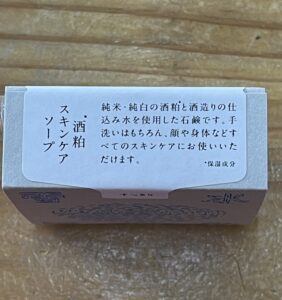 *酒粕
スキンケア
ソープ
純米・純白の酒粕*と酒造りの仕
込み水を使用した石鹸です。手
洗いはもちろん、顔や身体などす
べてのスキンケアにお使いいた
だけます。
*保湿成分